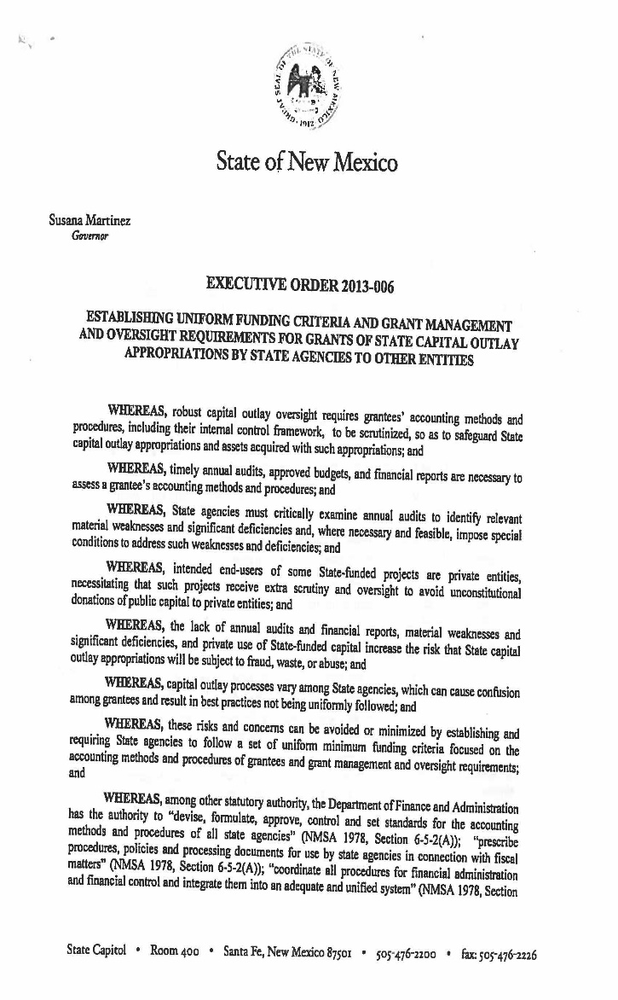 GREAT SEAL OF THE STATE OF NEW MEXICO
1912
State of New Mexico
Susana Martinez
Governor
EXECUTIVE ORDER 2013-006
ESTABLISHING UNIFORM FUNDING CRITERIA AND GRANT MANAGEMENT
AND OVERSIGHT REQUIREMENTS FOR GRANTS OF STATE CAPITAL OUTLAY
APPROPRIATIONS BY STATE AGENCIES TO OTHER ENTITIES
WHEREAS, robust capital outlay oversight requires grantees' accounting methods and
procedures, including their internal control framework, to be scrutinized, so as to safeguard State
capital outlay appropriations and assets acquired with such appropriations; and
WHEREAS, timely annual audits, approved budgets, and financial reports are necessary to
assess a grantee's accounting methods and procedures; and
WHEREAS, State agencies must critically examine annual audits to identify relevant
material weaknesses and significant deficiencies and, where necessary and feasible, impose special
conditions to address such weaknesses and deficiencies; and
WHEREAS, intended end-users of some State-funded projects are private entities,
necessitating that such projects receive extra scrutiny and oversight to avoid unconstitutional
donations of public capital to private entities; and
WHEREAS, the lack of annual audits and financial reports, material weaknesses and
significant deficiencies, and private use of State-funded capital increase the risk that State capital
outlay appropriations will be subject to fraud, waste, or abuse; and
WHEREAS, capital outlay processes vary among State agencies, which can cause confusion
among grantees and result in best practices not being uniformly followed; and
WHEREAS, these risks and concerns can be avoided or minimized by establishing and
requiring State agencies to follow a set of uniform minimum funding criteria focused on the
accounting methods and procedures of grantees and grant management and oversight requirements;
and
WHEREAS, among other statutory authority, the Department of Finance and Administration
has the authority to "devise, formulate, approve, control and set standards for the accounting
methods and procedures of all state agencies" (NMSA 1978, Section 6-5-2(A)); "prescribe
procedures, policies and processing documents for use by state agencies in connection with fiscal
matters" (NMSA 1978, Section 6-5-2(A)); "coordinate all procedures for financial administration
and financial control and integrate them into an adequate and unified system" (NMSA 1978, Section
State Capitol • Room 400 • Santa Fe, New Mexico 87501 • 505-476-2200 • fax: 505-476-2226